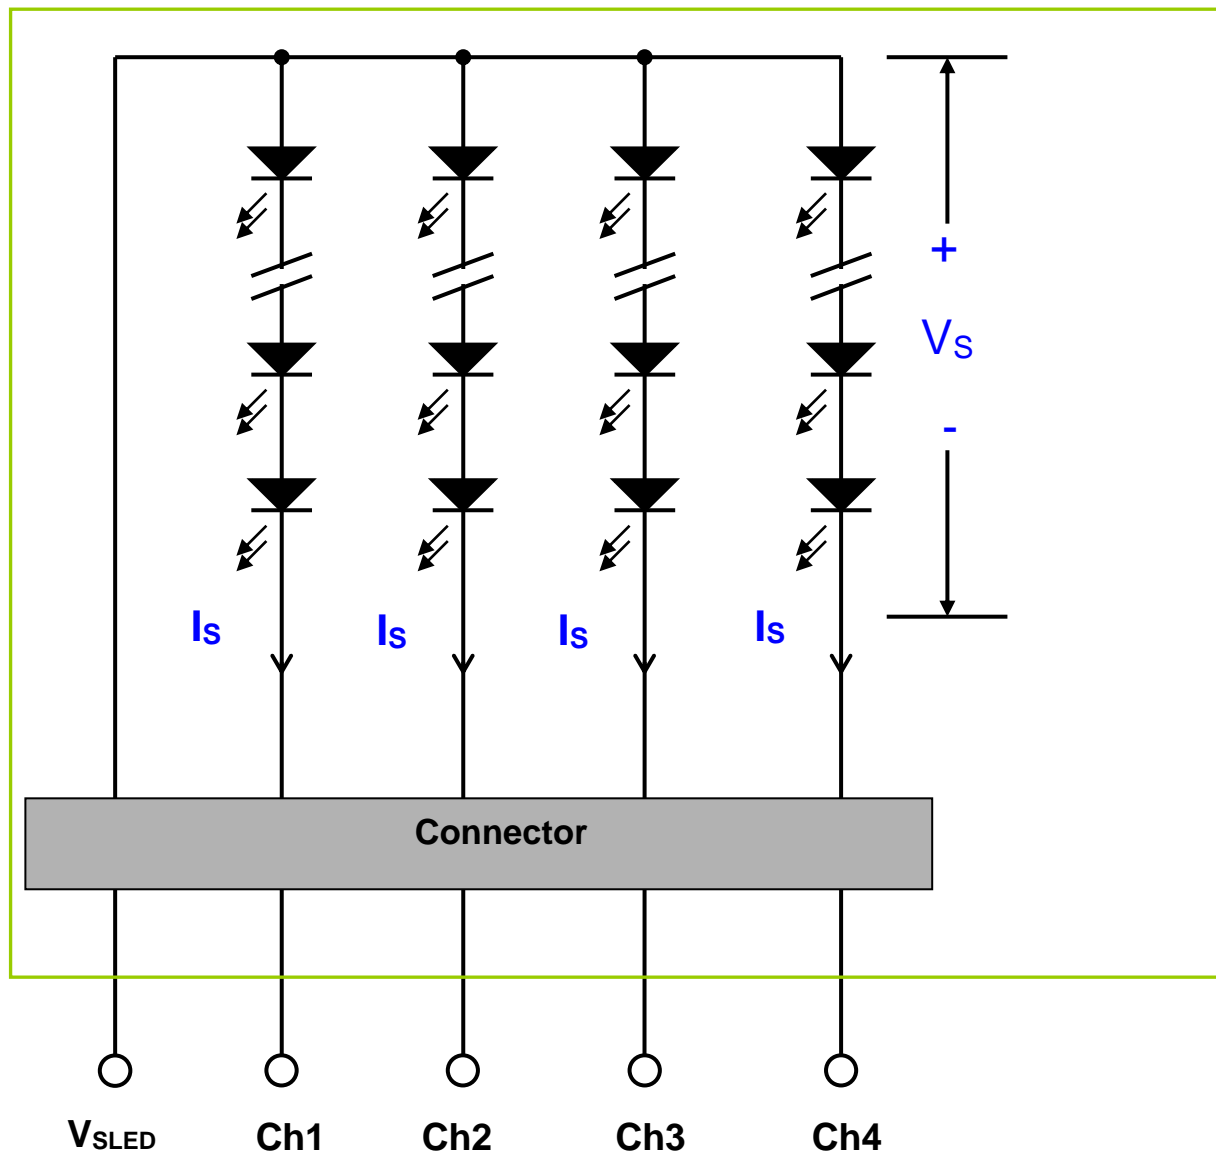 +
VS
-
IS IS IS IS
Connector
VSLED Ch1 Ch2 Ch3 Ch4